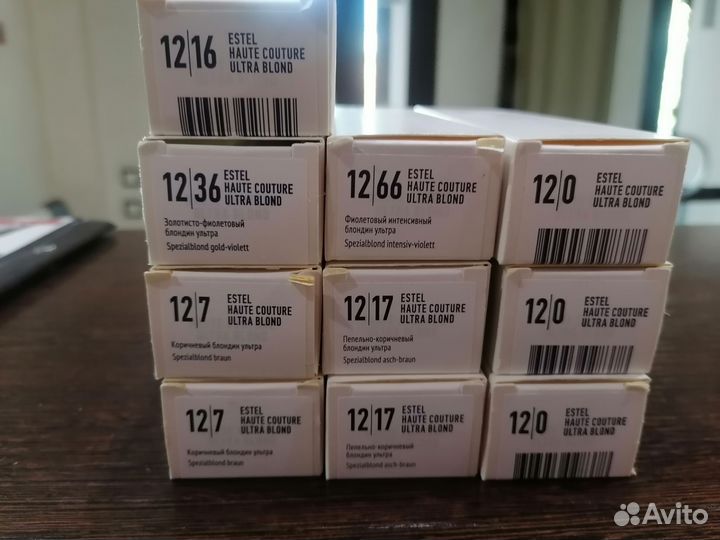 12|16 ESTEL
HAUTE COUTURE
ULTRA BLOND
12|36 ESTEL
HAUTE COUTURE
ULTRA BLOND
Золотисто-фиолетовый
блондин ультра
Spezialblond gold-violett
12|66 ESTEL
HAUTE COUTURE
ULTRA BLOND
Фиолетовый интенсивный
блондин ультра
Spezialblond intensiv-violett
12|0 ESTEL
HAUTE COUTURE
ULTRA BLOND
12|7 ESTEL
HAUTE COUTURE
ULTRA BLOND
Коричневый блондин ультра
Spezialblond braun
12|17 ESTEL
HAUTE COUTURE
ULTRA BLOND
Пепельно-коричневый
блондин ультра
Spezialblond asch-braun
12|0 ESTEL
HAUTE COUTURE
ULTRA BLOND
12|7 ESTEL
HAUTE COUTURE
ULTRA BLOND
Коричневый блондин ультра
Spezialblond braun
12|17 ESTEL
HAUTE COUTURE
ULTRA BLOND
Пепельно-коричневый
блондин ультра
Spezialblond asch-braun
12|0 ESTEL
HAUTE COUTURE
ULTRA BLOND
Avito